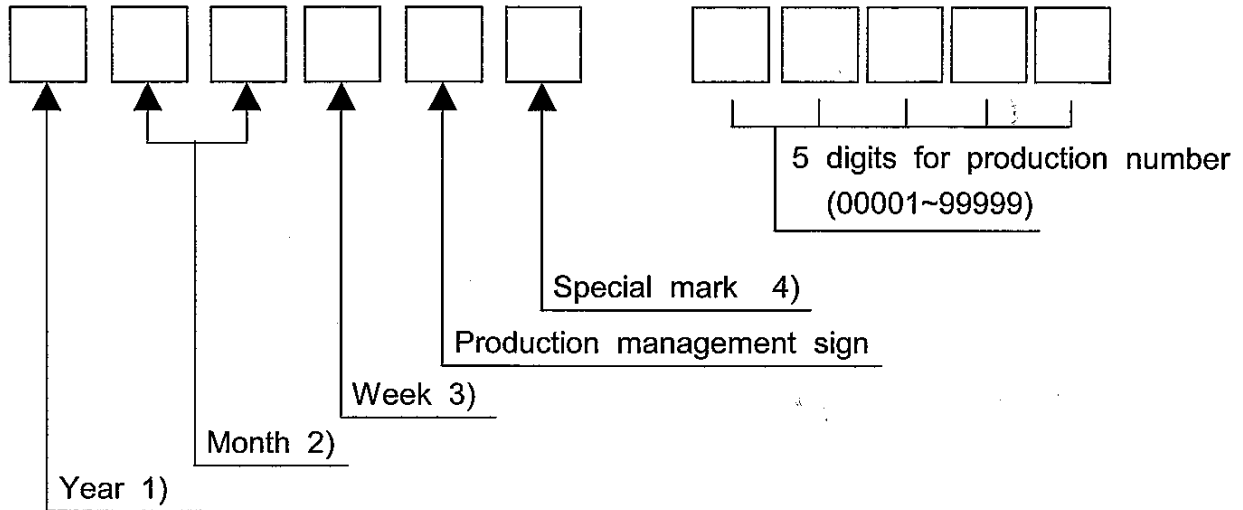 5 digits for production number
(00001~99999)
Special mark 4)
Production management sign
Week 3)
Month 2)
Year 1)